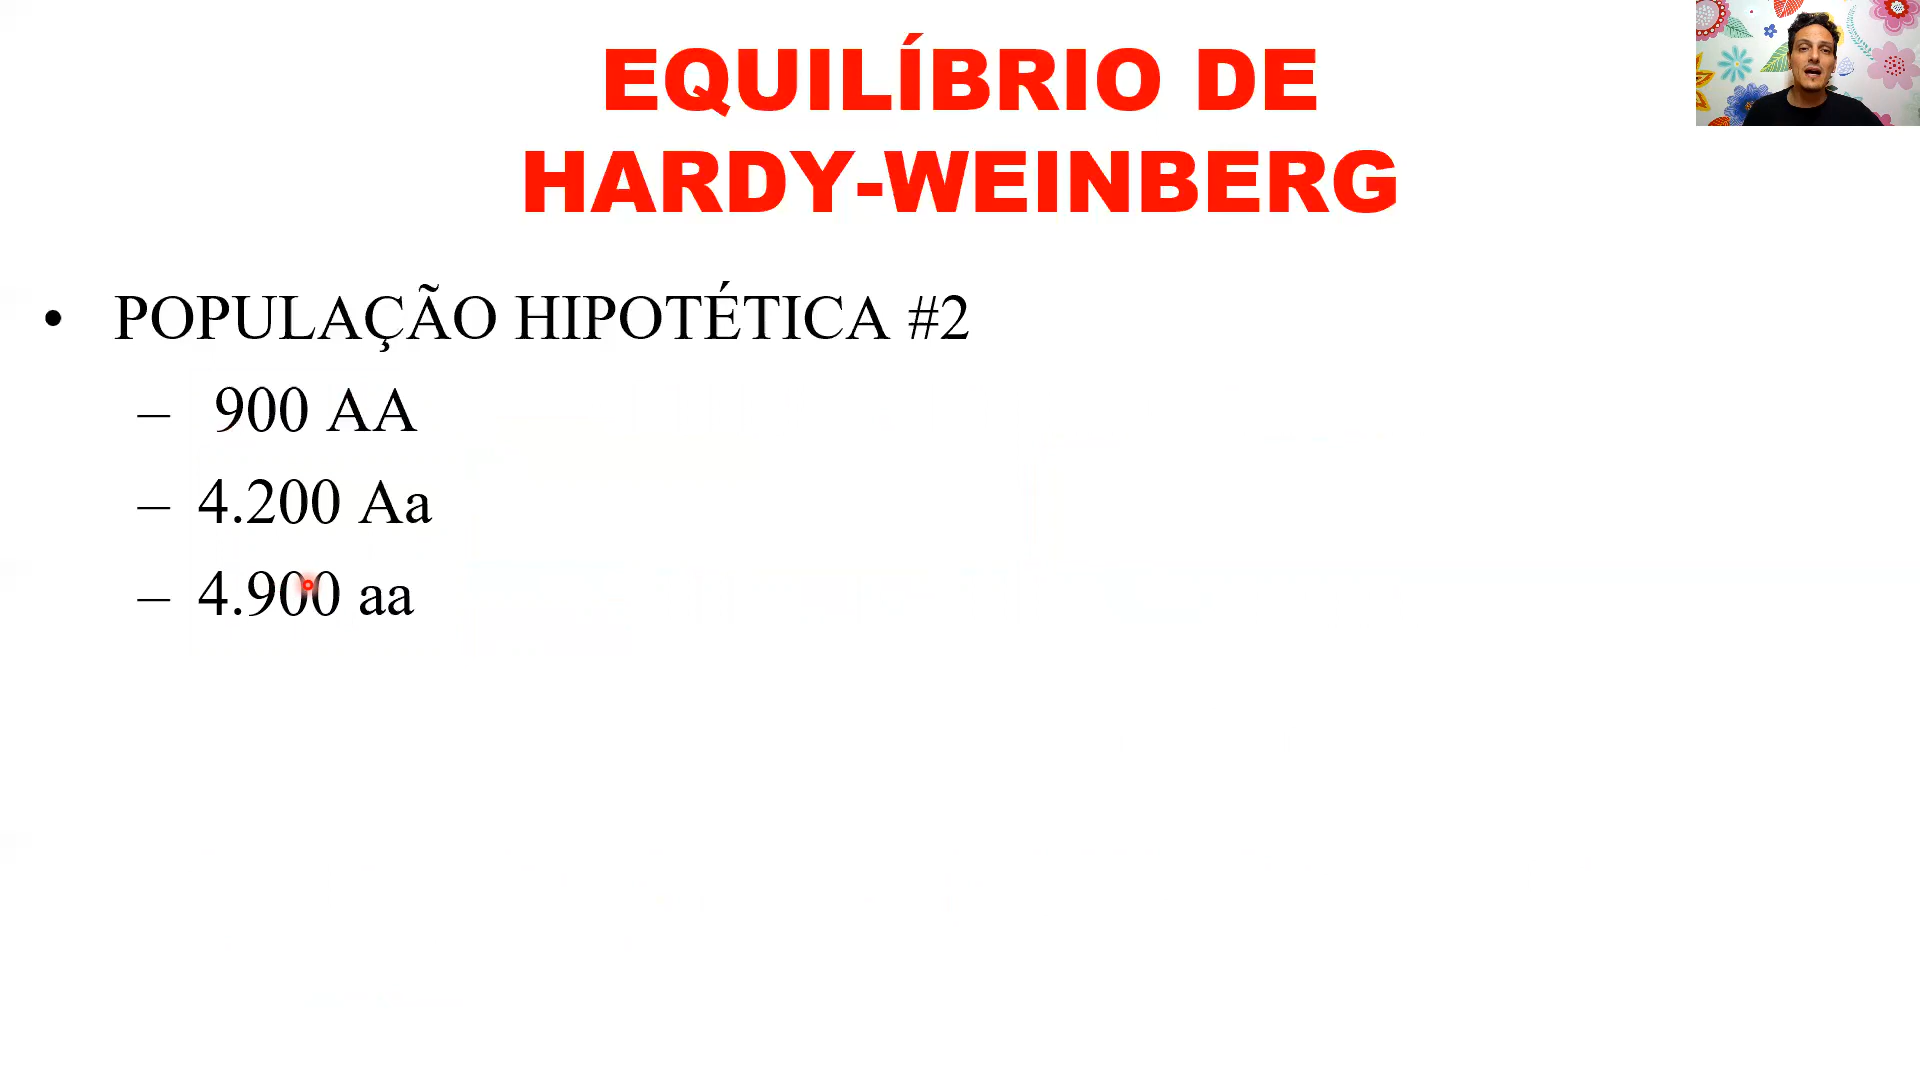 EQUILÍBRIO DE
HARDY-WEINBERG
• POPULAÇÃO HIPOTÉTICA #2
– 900 AA
– 4.200 Aa
– 4.900 aa